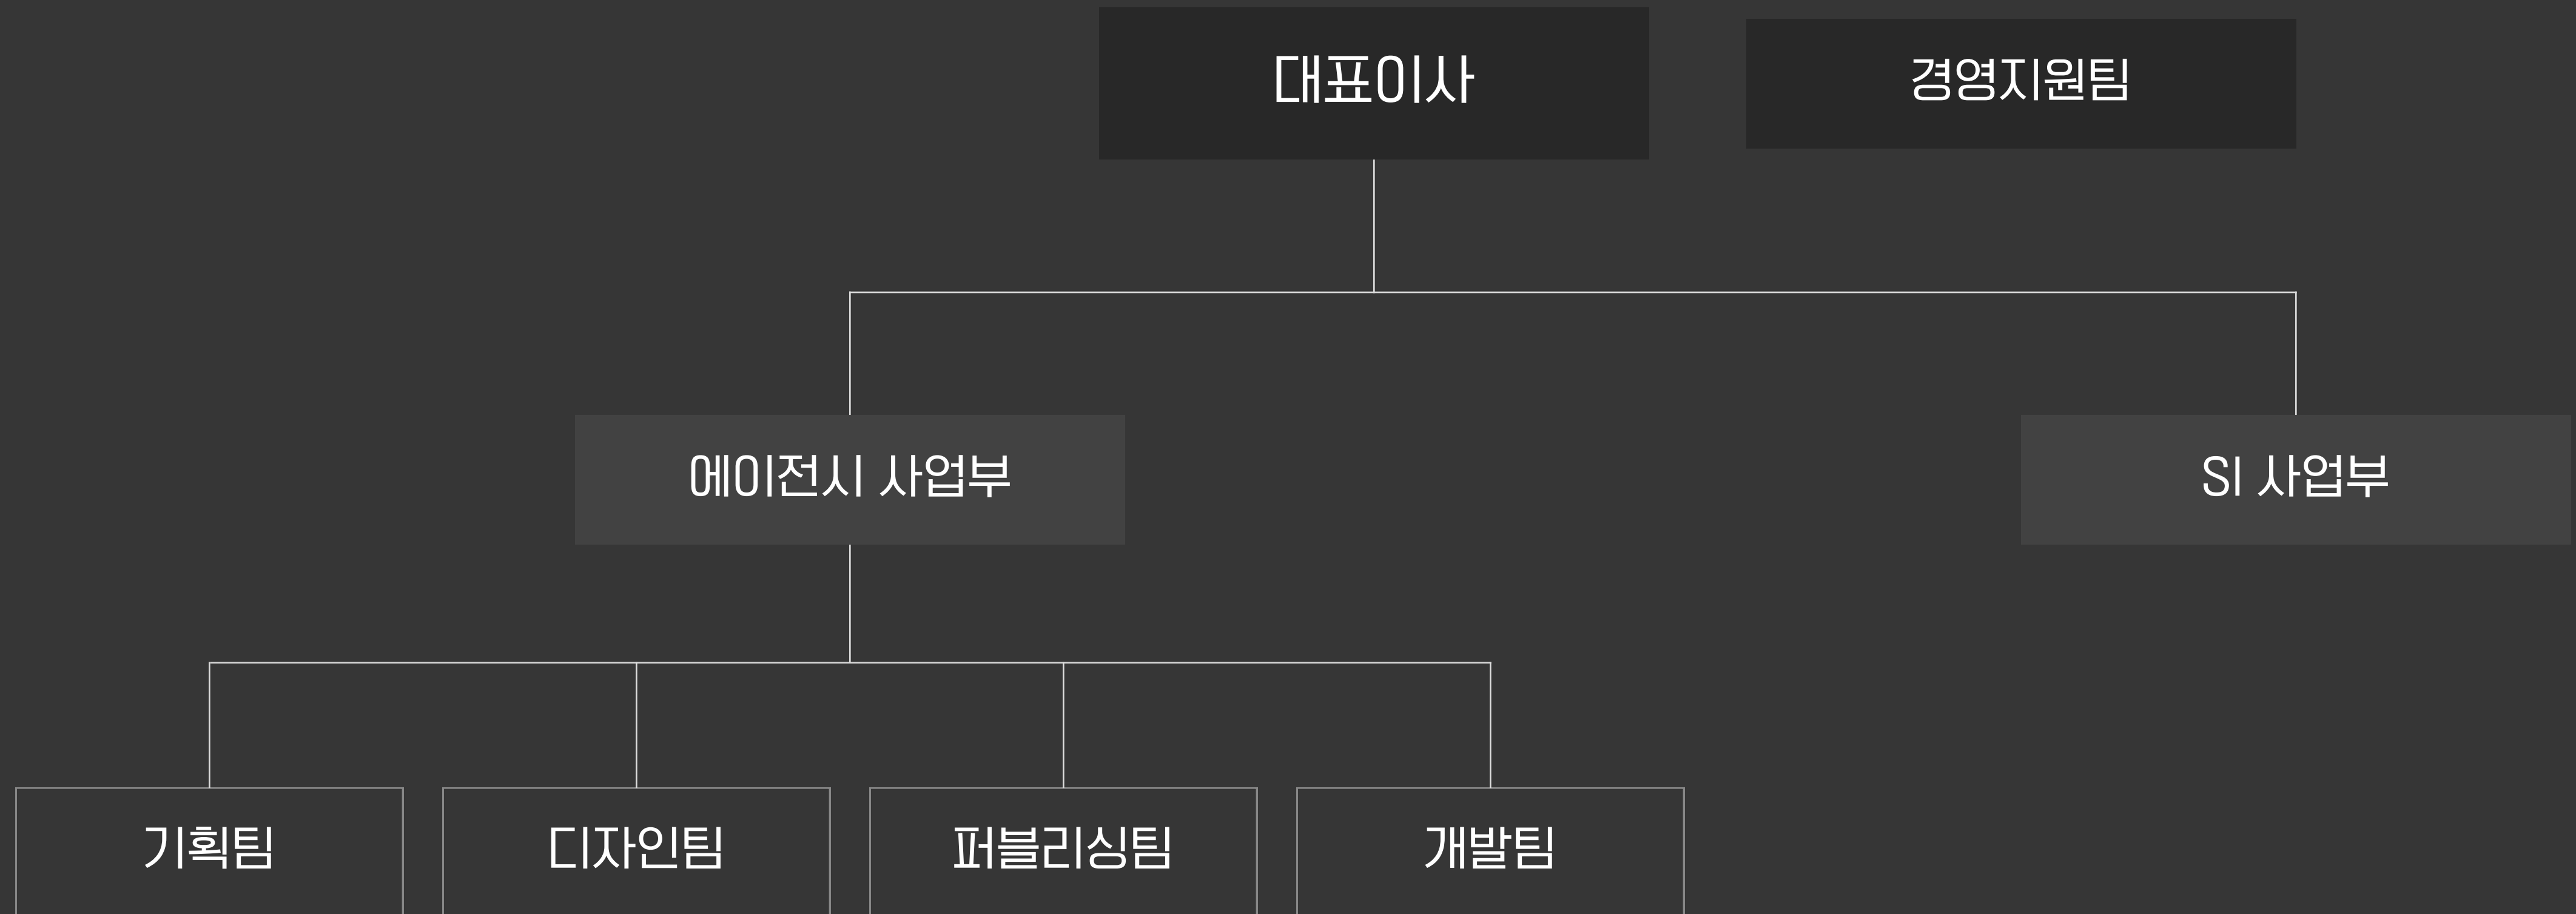 대표이사
경영지원팀
에이전시 사업부
SI 사업부
기획팀
디자인팀
퍼블리싱팀
개발팀